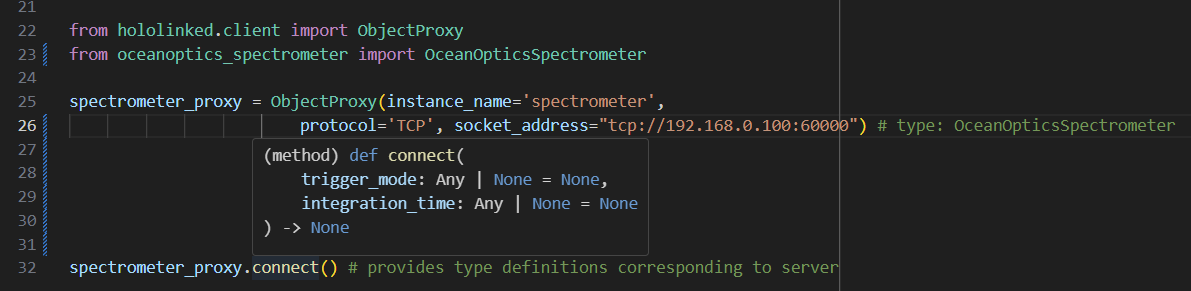 21
22 from hololinked.client import ObjectProxy
23 from oceanoptics_spectrometer import OceanOpticsSpectrometer
24
25 spectrometer_proxy = ObjectProxy(instance_name='spectrometer',
26 protocol='TCP', socket_address="tcp://192.168.0.100:60000") # type: OceanOpticsSpectrometer
27 (method) def connect(
28 trigger_mode: Any | None = None,
29 integration_time: Any | None = None
30 ) -> None
31
32 spectrometer_proxy.connect() # provides type definitions corresponding to server